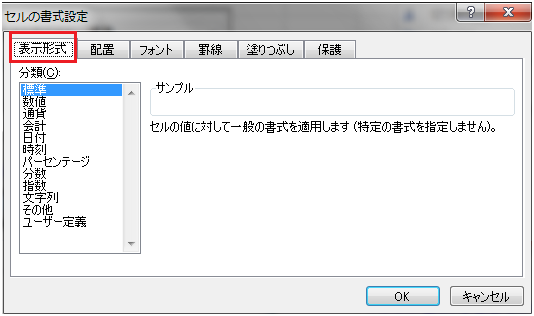 セルの書式設定
表示形式 配置 フォント 罫線 塗りつぶし 保護
分類(C):
標準
数値
通貨
会計
日付
時刻
パーセンテージ
分数
指数
文字列
その他
ユーザー定義
サンプル
セルの値に対して一般の書式を適用します (特定の書式を指定しません)。
OK キャンセル